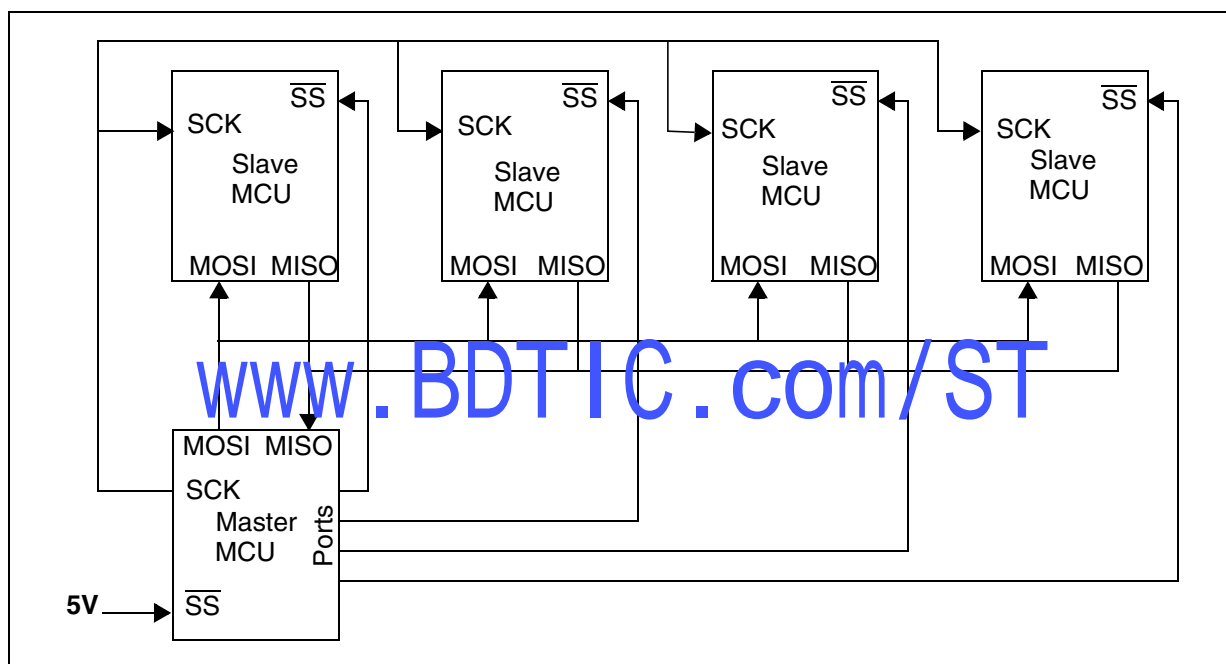 SS
SCK
Slave
MCU
MOSI MISO
SS
SCK
Slave
MCU
MOSI MISO
SS
SCK
Slave
MCU
MOSI MISO
SS
SCK
Slave
MCU
MOSI MISO
www.BDTIC.com/ST
MOSI MISO
SCK
Master
MCU
Ports
5V
SS